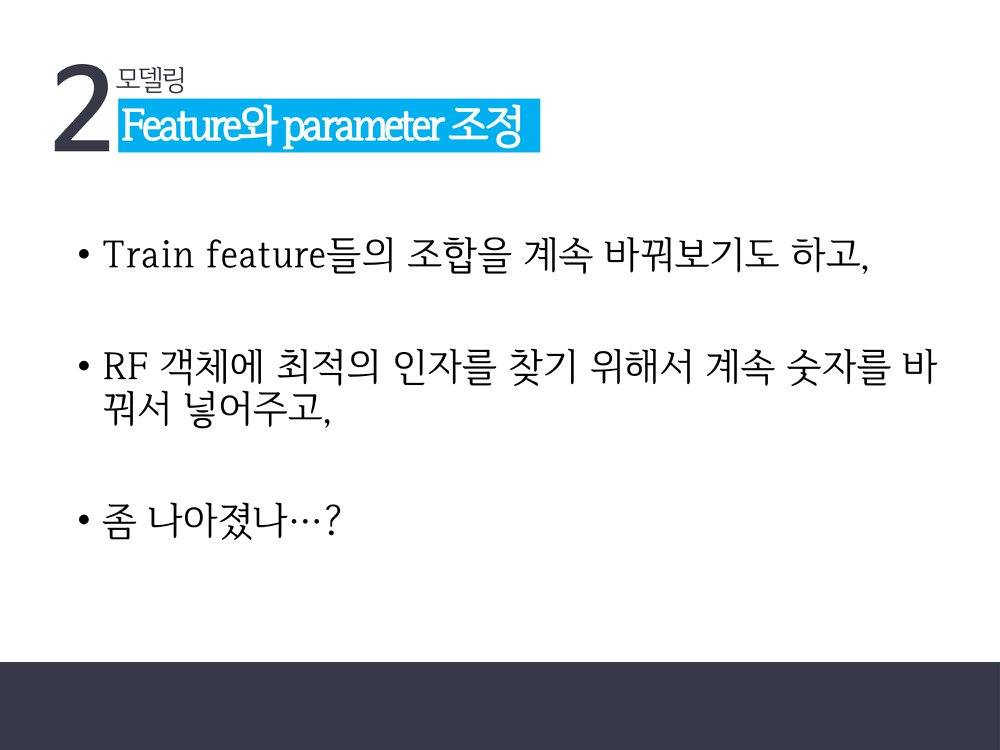 2
모델링
Feature와 parameter 조정
• Train feature들의 조합을 계속 바꿔보기도 하고,
• RF 객체에 최적의 인자를 찾기 위해서 계속 숫자를 바
꿔서 넣어주고,
• 좀 나아졌나…?